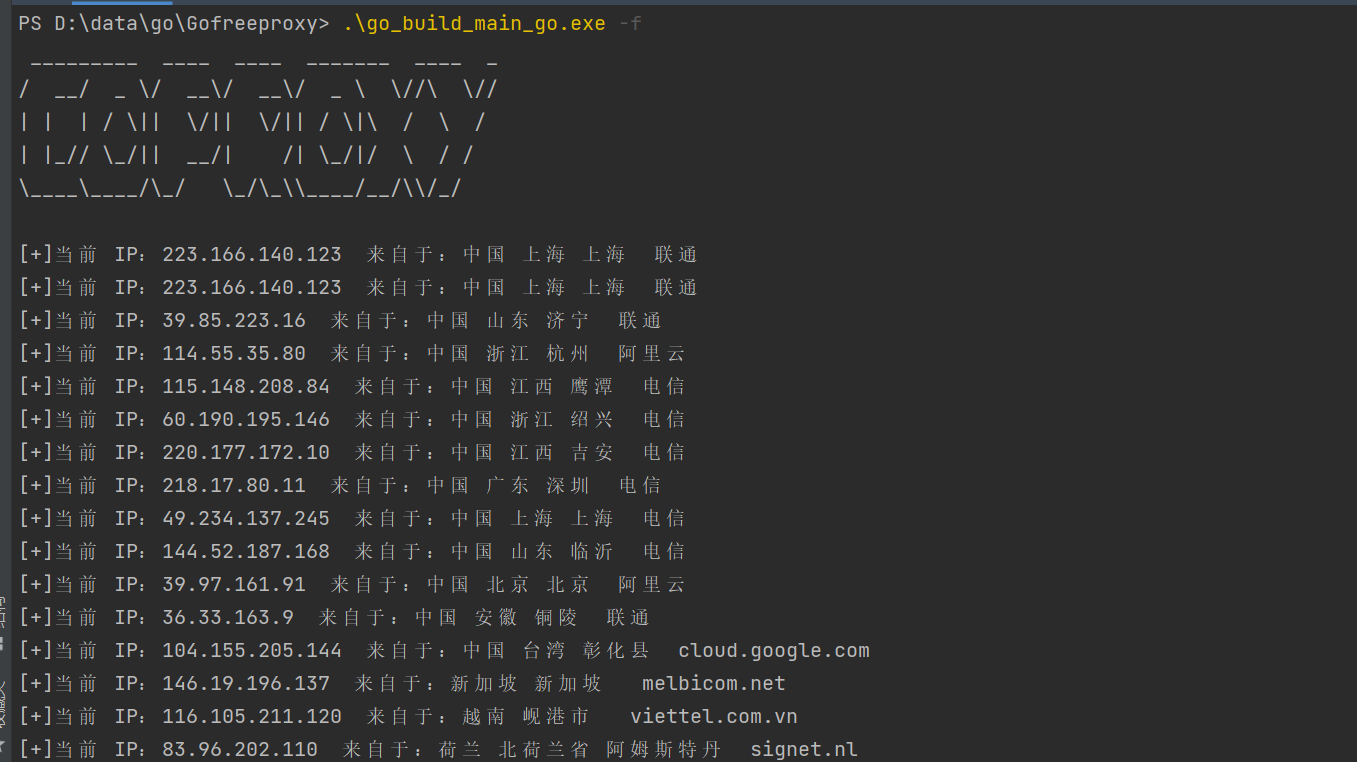 PS D:\data\go\Gofreeproxy> .\go_build_main_go.exe -f
 _________  ____  ____  _______  ____  _
/  __/  _ \/  __\/  __\/  _ \  \//\  \//
| |  | / \||  \/||  \/|| / \|\  /  \  /
| |_// \_/||  __/|    /| \_/|/  \  / /
\____\____/\_/   \_/\_\\____/__/\\/_/
[+]当前 IP：223.166.140.123  来自于：中国 上海 上海  联通
[+]当前 IP：223.166.140.123  来自于：中国 上海 上海  联通
[+]当前 IP：39.85.223.16  来自于：中国 山东 济宁  联通
[+]当前 IP：114.55.35.80  来自于：中国 浙江 杭州  阿里云
[+]当前 IP：115.148.208.84  来自于：中国 江西 鹰潭  电信
[+]当前 IP：60.190.195.146  来自于：中国 浙江 绍兴  电信
[+]当前 IP：220.177.172.10  来自于：中国 江西 吉安  电信
[+]当前 IP：218.17.80.11  来自于：中国 广东 深圳  电信
[+]当前 IP：49.234.137.245  来自于：中国 上海 上海  电信
[+]当前 IP：144.52.187.168  来自于：中国 山东 临沂  电信
[+]当前 IP：39.97.161.91  来自于：中国 北京 北京  阿里云
[+]当前 IP：36.33.163.9  来自于：中国 安徽 铜陵  联通
[+]当前 IP：104.155.205.144  来自于：中国 台湾 彰化县  cloud.google.com
[+]当前 IP：146.19.196.137  来自于：新加坡 新加坡   melbicom.net
[+]当前 IP：116.105.211.120  来自于：越南 岘港市   viettel.com.vn
[+]当前 IP：83.96.202.110  来自于：荷兰 北荷兰省 阿姆斯特丹  signet.nl